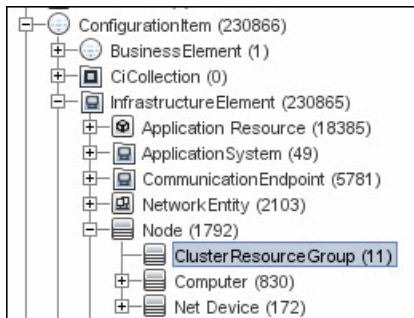 ConfigurationItem (230866)
BusinessElement (1)
CiCollection (0)
InfrastructureElement (230865)
Application Resource (18385)
ApplicationSystem (49)
CommunicationEndpoint (5781)
NetworkEntity (2103)
Node (1792)
ClusterResourceGroup (11)
Computer (830)
Net Device (172)